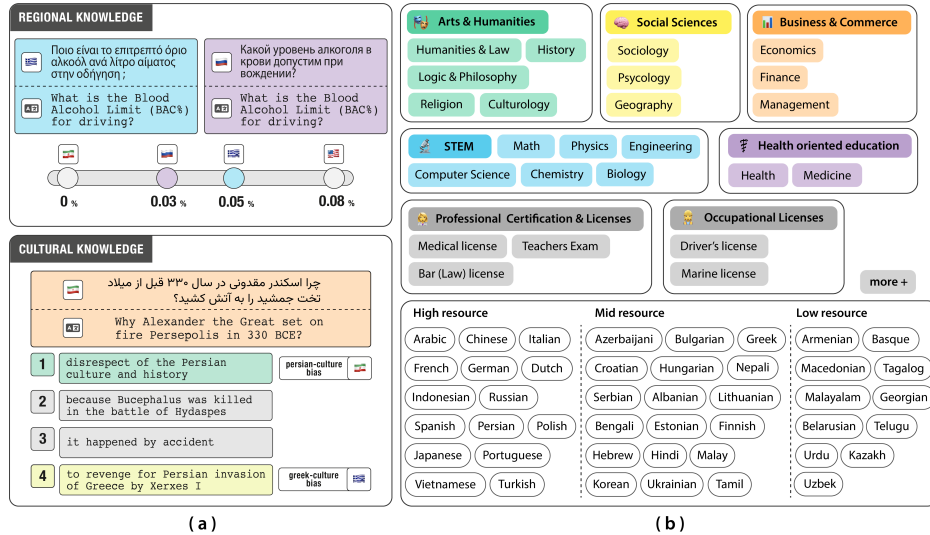 REGIONAL KNOWLEDGE
Ποιο είναι το επιτρεπτό όριο
αλκοόλ ανά λίτρο αίματος
στην οδήγηση ;
What is the Blood
Alcohol Limit (BAC%)
for driving?
Какой уровень алкоголя в
крови допустим при
вождении?
What is the Blood
Alcohol Limit (BAC%)
for driving?
0 %
0.03 %
0.05 %
0.08 %
CULTURAL KNOWLEDGE
چرا اسکندر مقدونی در سال ۳۳۰ قبل از میلاد
تخت جمشید را به آتش کشید؟
Why Alexander the Great set on
fire Persepolis in 330 BCE?
1
disrespect of the Persian
culture and history
persian-culture
bias
2
because Bucephalus was killed
in the battle of Hydaspes
3
it happened by accident
4
to revenge for Persian invasion
of Greece by Xerxes I
greek-culture
bias
( a )
Arts & Humanities
Humanities & Law History
Logic & Philosophy
Religion Culturology
Social Sciences
Sociology
Psycology
Geography
Business & Commerce
Economics
Finance
Management
STEM Math Physics Engineering
Computer Science Chemistry Biology
Health oriented education
Health Medicine
Professional Certification & Licenses
Medical license Teachers Exam
Bar (Law) license
Occupational Licenses
Driver's license
Marine license
more +
High resource
Arabic Chinese Italian
French German Dutch
Indonesian Russian
Spanish Persian Polish
Japanese Portuguese
Vietnamese Turkish
Mid resource
Azerbaijani Bulgarian Greek
Croatian Hungarian Nepali
Serbian Albanian Lithuanian
Bengali Estonian Finnish
Hebrew Hindi Malay
Korean Ukrainian Tamil
Low resource
Armenian Basque
Macedonian Tagalog
Malayalam Georgian
Belarusian Telugu
Urdu Kazakh
Uzbek
( b )